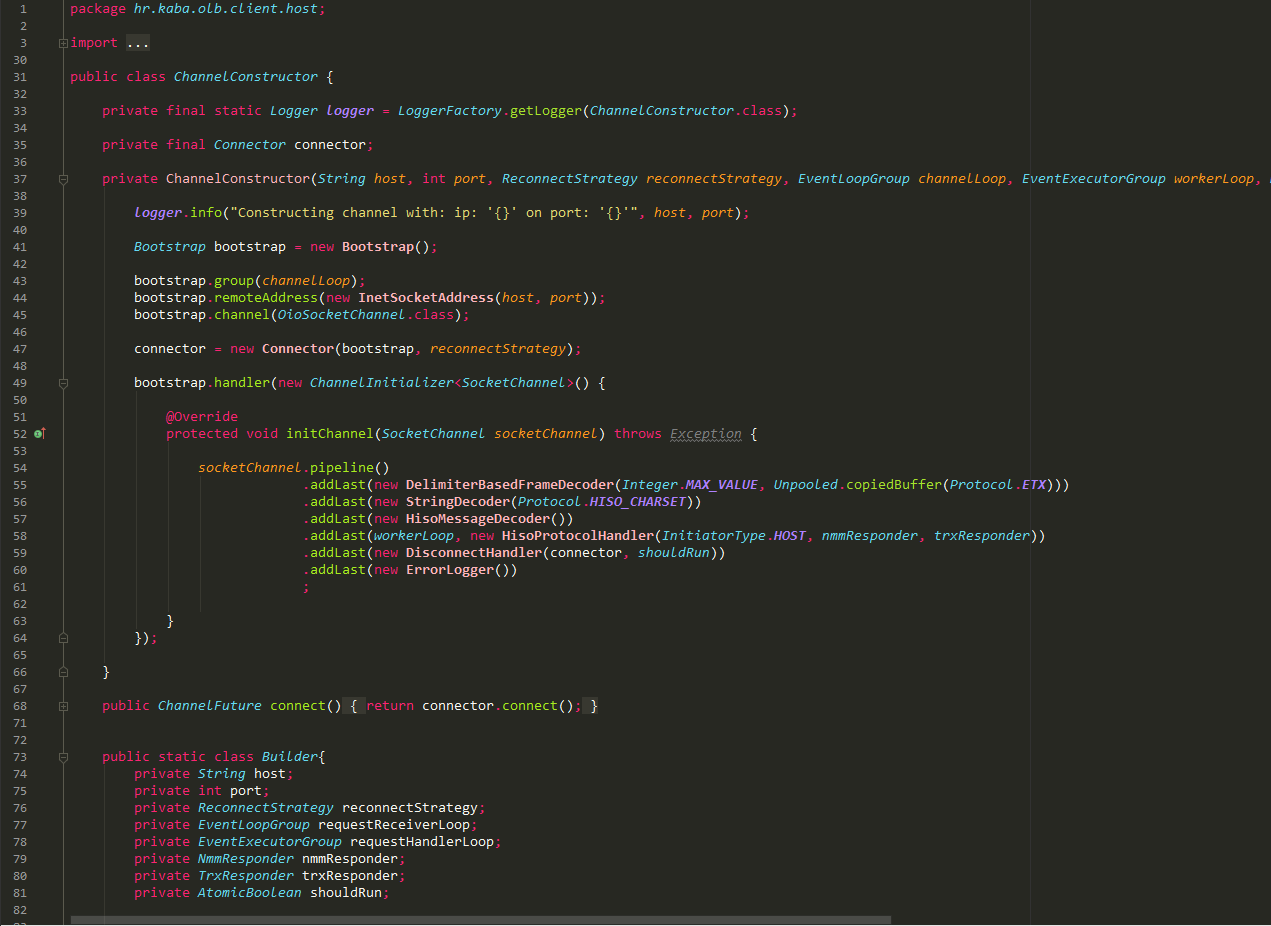 1 package hr.kaba.olb.client.host;
2
3 import ...
30
31 public class ChannelConstructor {
32
33 private final static Logger logger = LoggerFactory.getLogger(ChannelConstructor.class);
34
35 private final Connector connector;
36
37 private ChannelConstructor(String host, int port, ReconnectStrategy reconnectStrategy, EventLoopGroup channelLoop, EventExecutorGroup workerLoop,
38
39 logger.info("Constructing channel with: ip: '{}' on port: '{}'", host, port);
40
41 Bootstrap bootstrap = new Bootstrap();
42
43 bootstrap.group(channelLoop);
44 bootstrap.remoteAddress(new InetSocketAddress(host, port));
45 bootstrap.channel(OioSocketChannel.class);
46
47 connector = new Connector(bootstrap, reconnectStrategy);
48
49 bootstrap.handler(new ChannelInitializer<SocketChannel>() {
50
51 @Override
52 protected void initChannel(SocketChannel socketChannel) throws Exception {
53
54 socketChannel.pipeline()
55 .addLast(new DelimiterBasedFrameDecoder(Integer.MAX_VALUE, Unpooled.copiedBuffer(Protocol.ETX)))
56 .addLast(new StringDecoder(Protocol.HISO_CHARSET))
57 .addLast(new HisoMessageDecoder())
58 .addLast(workerLoop, new HisoProtocolHandler(InitiatorType.HOST, nmmResponder, trxResponder))
59 .addLast(new DisconnectHandler(connector, shouldRun))
60 .addLast(new ErrorLogger())
61 ;
62
63 }
64 });
65
66 }
67
68 public ChannelFuture connect() { return connector.connect(); }
71
72
73 public static class Builder{
74 private String host;
75 private int port;
76 private ReconnectStrategy reconnectStrategy;
77 private EventLoopGroup requestReceiverLoop;
78 private EventExecutorGroup requestHandlerLoop;
79 private NmmResponder nmmResponder;
80 private TrxResponder trxResponder;
81 private AtomicBoolean shouldRun;
82